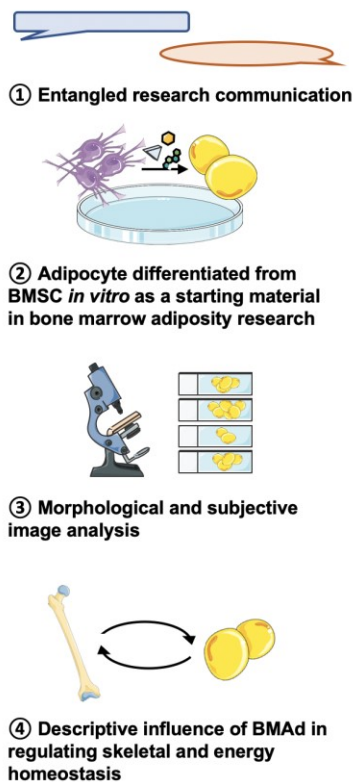 ① Entangled research communication
② Adipocyte differentiated from
BMSC in vitro as a starting material
in bone marrow adiposity research
③ Morphological and subjective
image analysis
④ Descriptive influence of BMAd in
regulating skeletal and energy
homeostasis